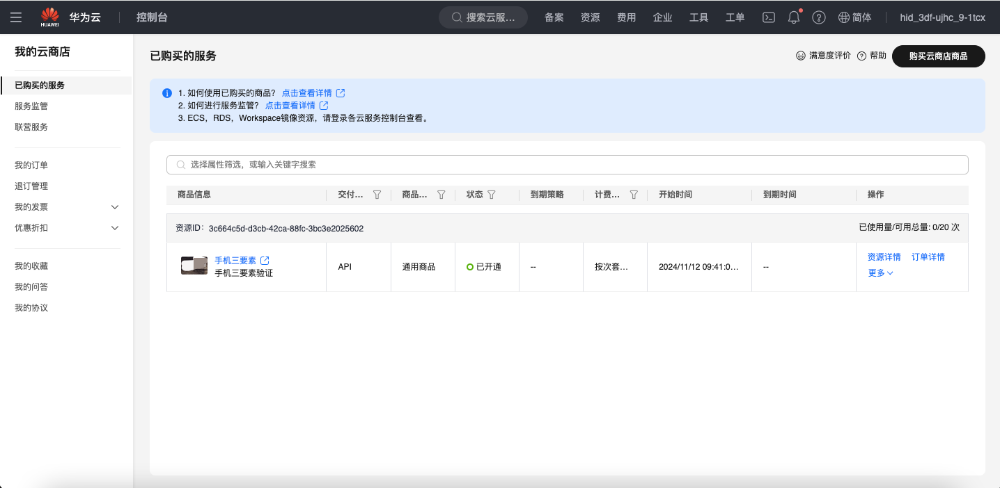 HUAWEI
华为云
控制台
搜索云服...
备案
资源
费用
企业
工具
工单
简体
hid_3df-ujhc_9-1tcx
我的云商店
已购买的服务
服务监管
联营服务
我的订单
退订管理
我的发票
优惠折扣
我的收藏
我的问答
我的协议
已购买的服务
满意度评价
帮助
购买云商店商品
1. 如何使用已购买的商品？ 点击查看详情
2. 如何进行服务监管？ 点击查看详情
3. ECS，RDS，Workspace镜像资源，请登录各云服务控制台查看。
选择属性筛选，或输入关键字搜索
商品信息 交付... 商品... 状态 到期策略 计费... 开始时间 到期时间 操作
资源ID： 3c664c5d-d3cb-42ca-88fc-3bc3e2025602 已使用量/可用总量: 0/20 次
手机三要素
手机三要素验证
API
通用商品
已开通
--
按次套...
2024/11/12 09:41:0...
--
资源详情 订单详情
更多